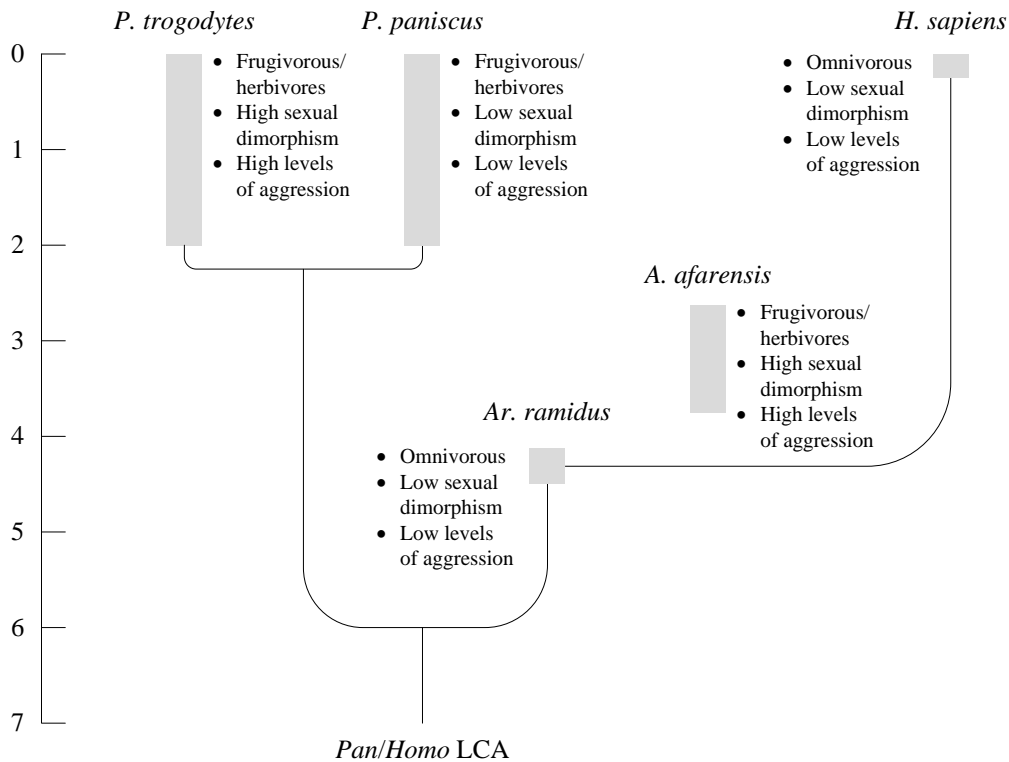 P. trogodytes
P. paniscus
H. sapiens
0
1
2
3
4
5
6
7
• Frugivorous/
herbivores
• High sexual
dimorphism
• High levels
of aggression
• Frugivorous/
herbivores
• Low sexual
dimorphism
• Low levels
of aggression
• Omnivorous
• Low sexual
dimorphism
• Low levels
of aggression
A. afarensis
• Frugivorous/
herbivores
• High sexual
dimorphism
• High levels
of aggression
Ar. ramidus
• Omnivorous
• Low sexual
dimorphism
• Low levels
of aggression
Pan/Homo LCA